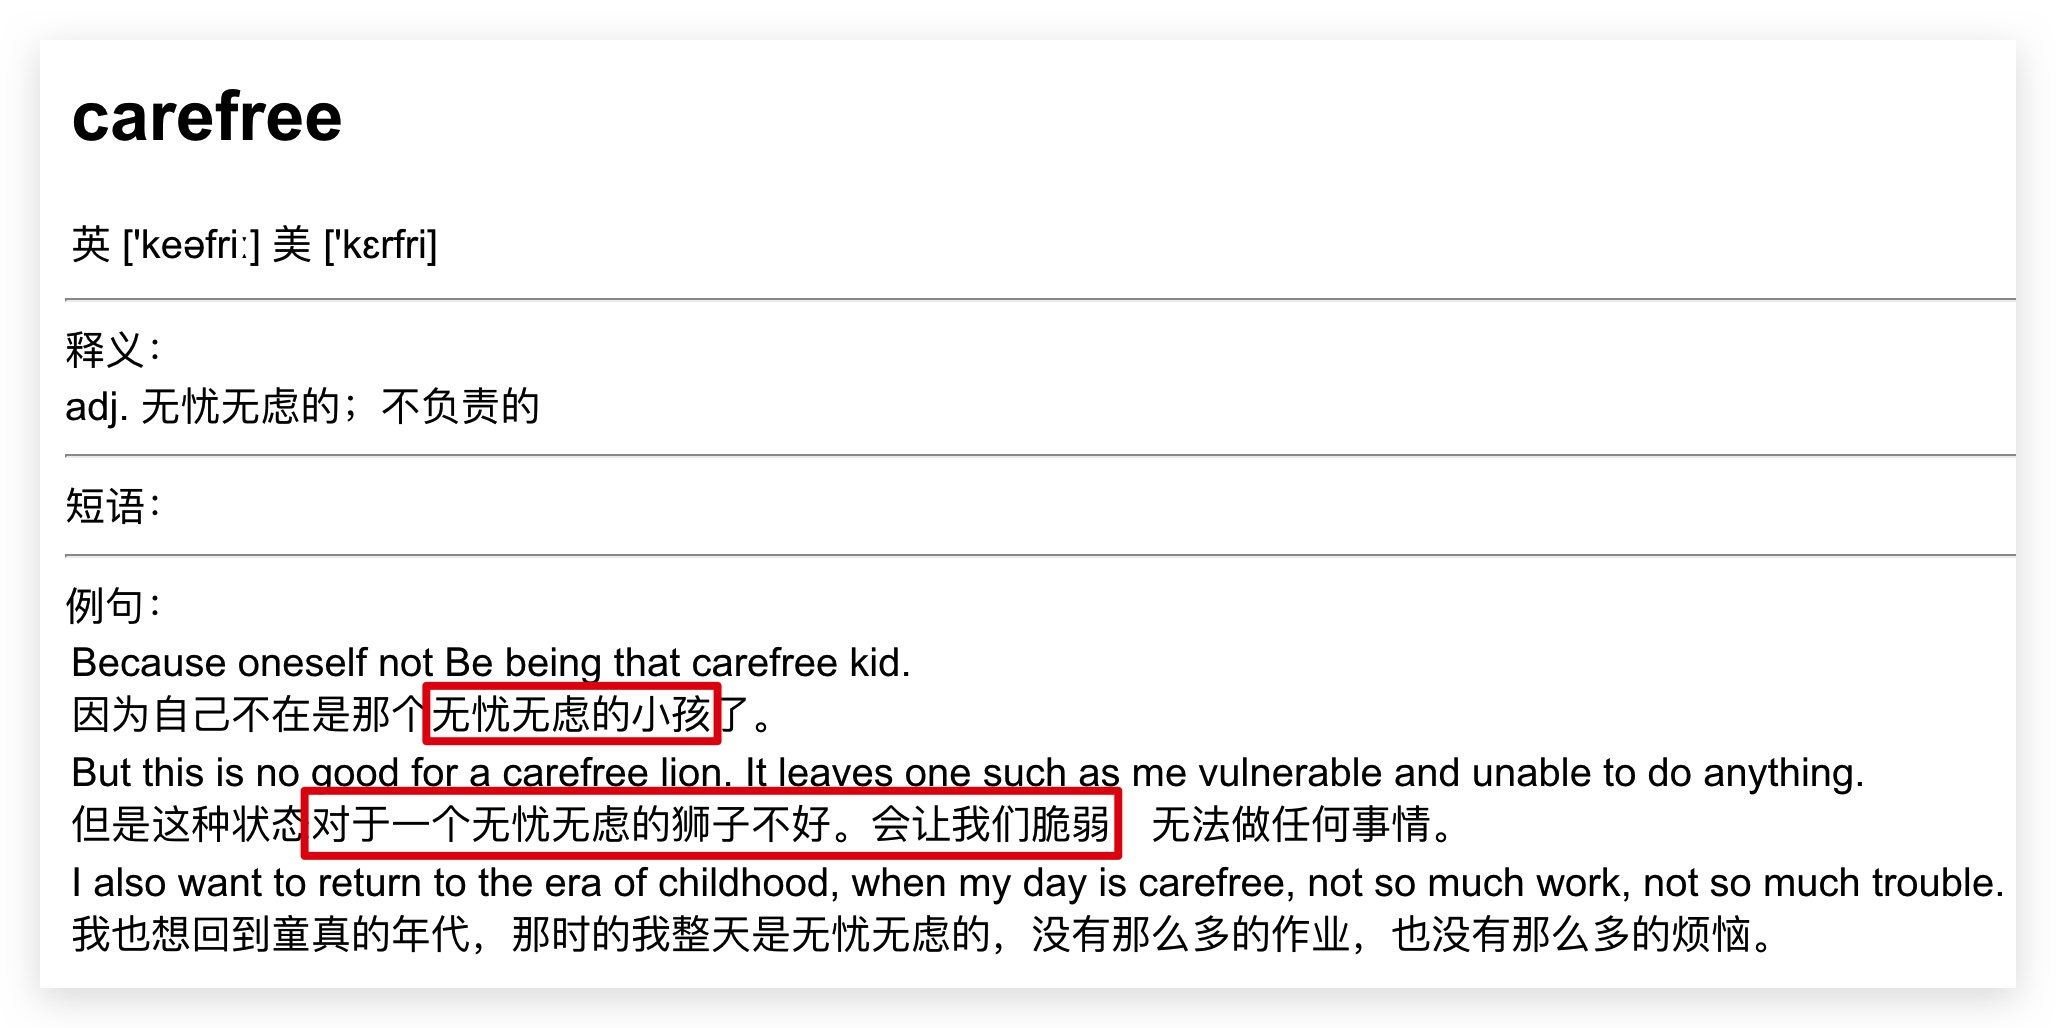 carefree
英 ['keəfriː] 美 ['kɛrfri]
释义：
adj. 无忧无虑的；不负责的
短语：
例句：
Because oneself not Be being that carefree kid.
因为自己不在是那个无忧无虑的小孩了。
But this is no good for a carefree lion. It leaves one such as me vulnerable and unable to do anything.
但是这种状态对于一个无忧无虑的狮子不好。会让我们脆弱 无法做任何事情。
I also want to return to the era of childhood, when my day is carefree, not so much work, not so much trouble.
我也想回到童真的年代，那时的我整天是无忧无虑的，没有那么多的作业，也没有那么多的烦恼。